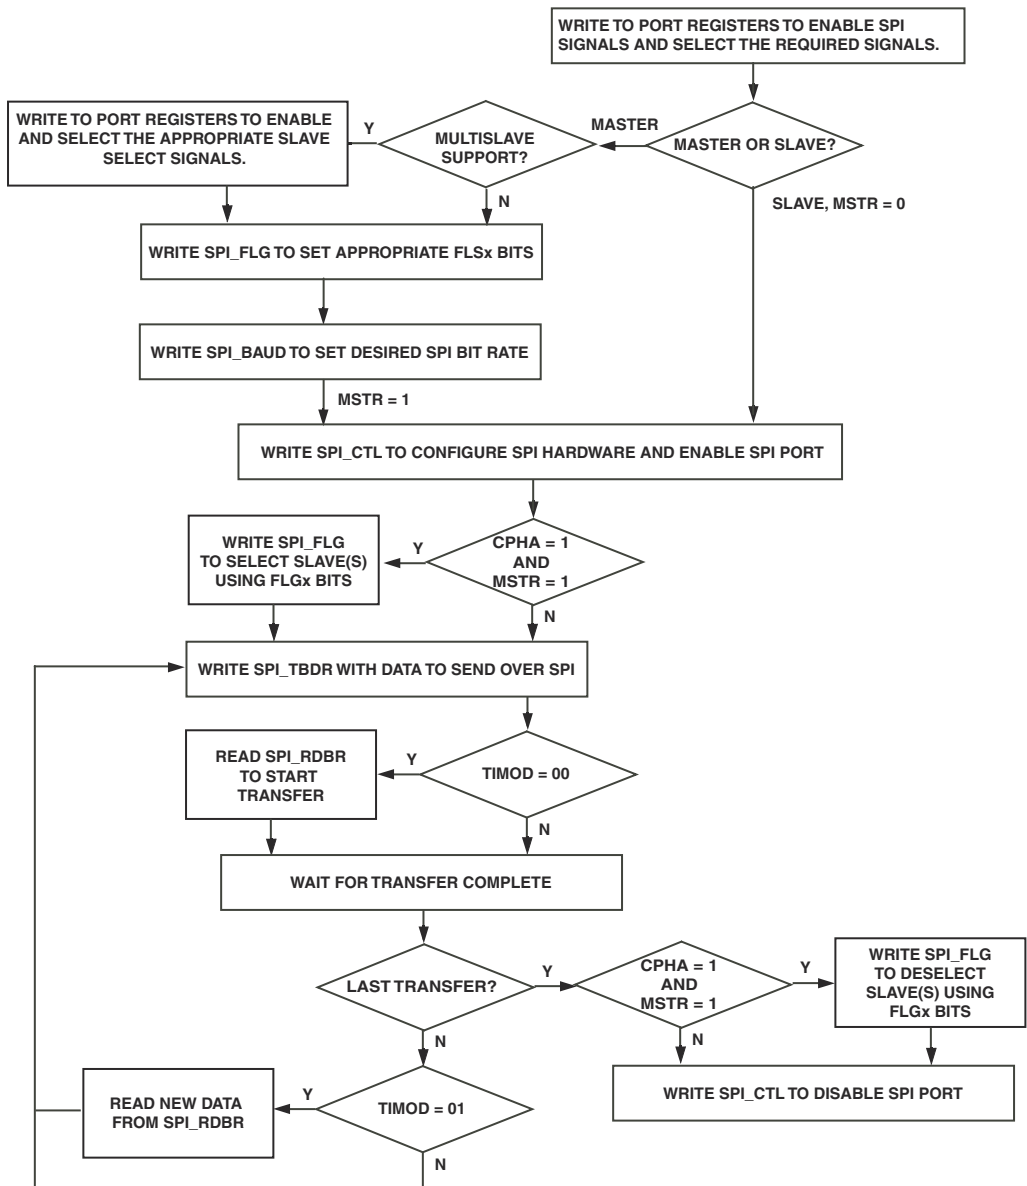 WRITE TO PORT REGISTERS TO ENABLE SPI
SIGNALS AND SELECT THE REQUIRED SIGNALS.
WRITE TO PORT REGISTERS TO ENABLE
AND SELECT THE APPROPRIATE SLAVE
SELECT SIGNALS.
Y
MULTISLAVE
SUPPORT?
MASTER
MASTER OR SLAVE?
N
SLAVE, MSTR = 0
WRITE SPI_FLG TO SET APPROPRIATE FLSx BITS
WRITE SPI_BAUD TO SET DESIRED SPI BIT RATE
MSTR = 1
WRITE SPI_CTL TO CONFIGURE SPI HARDWARE AND ENABLE SPI PORT
WRITE SPI_FLG
TO SELECT SLAVE(S)
USING FLGx BITS
Y
CPHA = 1
AND
MSTR = 1
N
WRITE SPI_TBDR WITH DATA TO SEND OVER SPI
READ SPI_RDBR
TO START
TRANSFER
Y
TIMOD = 00
N
WAIT FOR TRANSFER COMPLETE
LAST TRANSFER?
Y
CPHA = 1
AND
MSTR = 1
Y
WRITE SPI_FLG
TO DESELECT
SLAVE(S) USING
FLGx BITS
N
N
WRITE SPI_CTL TO DISABLE SPI PORT
READ NEW DATA
FROM SPI_RDBR
Y
TIMOD = 01
N